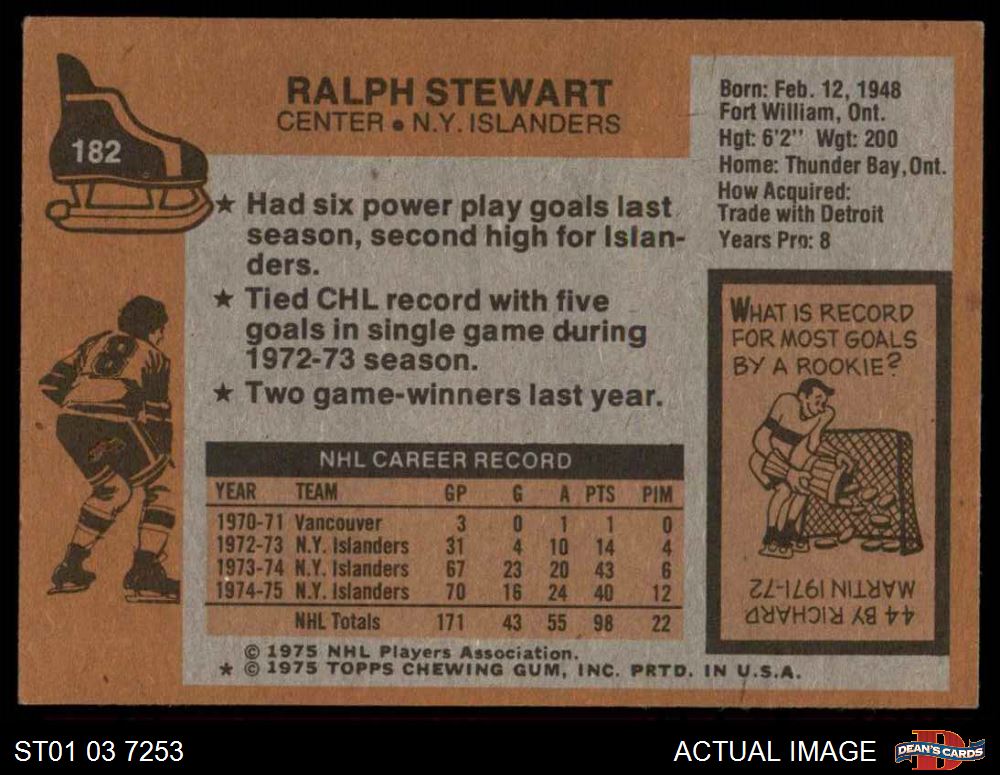 182
RALPH STEWART
CENTER • N.Y. ISLANDERS
Born: Feb. 12, 1948
Fort William, Ont.
Hgt: 6'2" Wgt: 200
Home: Thunder Bay, Ont.
How Acquired:
Trade with Detroit
Years Pro: 8
★ Had six power play goals last
season, second high for Islan-
ders.
★ Tied CHL record with five
goals in single game during
1972-73 season.
★ Two game-winners last year.
8
WHAT IS RECORD
FOR MOST GOALS
BY A ROOKIE?
44 BY RICHARD
MARTIN 1971-72
NHL CAREER RECORD
YEAR TEAM GP G A PTS PIM
1970-71 Vancouver 3 0 1 1 0
1972-73 N.Y. Islanders 31 4 10 14 4
1973-74 N.Y. Islanders 67 23 20 43 6
1974-75 N.Y. Islanders 70 16 24 40 12
NHL Totals 171 43 55 98 22
© 1975 NHL Players Association.
* © 1975 TOPPS CHEWING GUM, INC. PRTD. IN U.S.A.
ST01 03 7253
ACTUAL IMAGE
D
DEAN'S CARDS